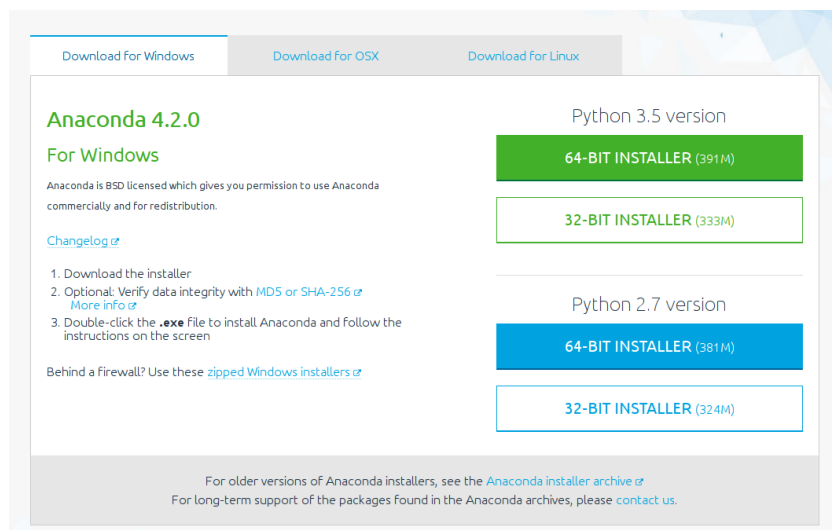 Download for Windows
Download for OSX
Download for Linux
Anaconda 4.2.0
For Windows
Anaconda is BSD licensed which gives you permission to use Anaconda
commercially and for redistribution.
Changelog
1. Download the installer
2. Optional: Verify data integrity with MD5 or SHA-256
More info
3. Double-click the .exe file to install Anaconda and follow the
instructions on the screen
Behind a firewall? Use these zipped Windows installers
Python 3.5 version
64-BIT INSTALLER (391M)
32-BIT INSTALLER (333M)
Python 2.7 version
64-BIT INSTALLER (381M)
32-BIT INSTALLER (324M)
For older versions of Anaconda installers, see the Anaconda installer archive
For long-term support of the packages found in the Anaconda archives, please contact us.